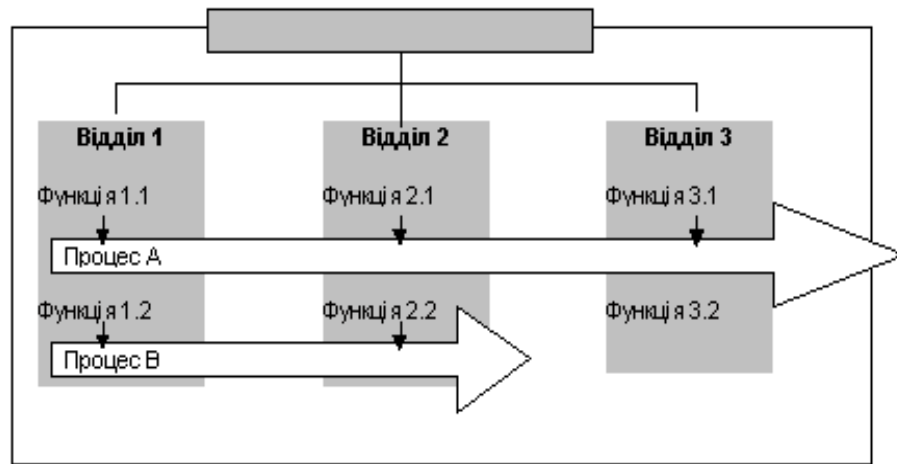 Відділ 1
Відділ 2
Відділ 3
Функція 1.1
Функція 2.1
Функція 3.1
Процес А
Функція 1.2
Функція 2.2
Функція 3.2
Процес В